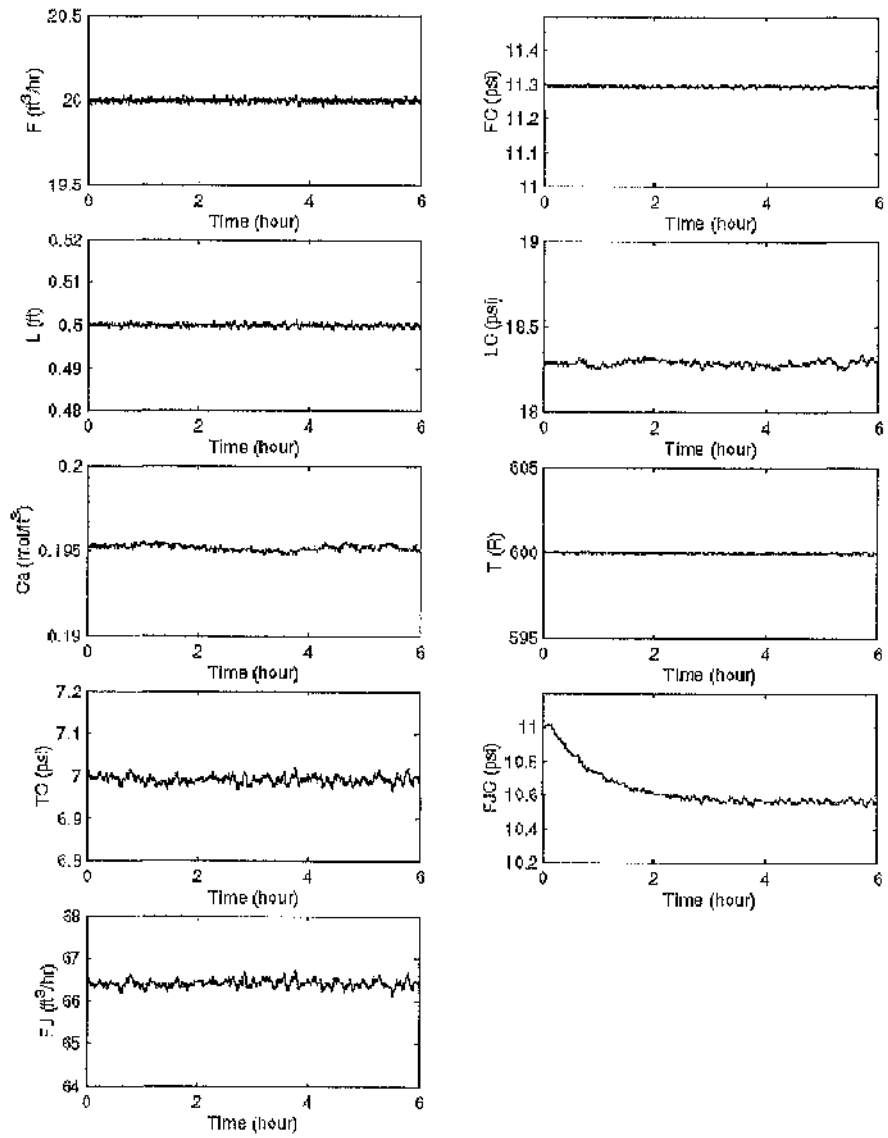 20.5
20
19.5
F (ft³/hr)
0 2 4 6
Time (hour)
11.4
11.3
11.2
11.1
11
FC (psi)
0 2 4 6
Time (hour)
0.52
0.51
0.5
0.49
0.48
L (ft)
0 2 4 6
Time (hour)
19
18.5
18
LC (psi)
0 2 4 6
Time (hour)
0.2
0.195
0.19
Ca (mol/ft³)
0 2 4 6
Time (hour)
605
600
595
T (R)
0 2 4 6
Time (hour)
7.2
7.1
7
6.9
6.8
TC (psi)
0 2 4 6
Time (hour)
11
10.8
10.6
10.4
10.2
FJC (psi)
0 2 4 6
Time (hour)
68
67
66
65
64
FJ (ft³/hr)
0 2 4 6
Time (hour)